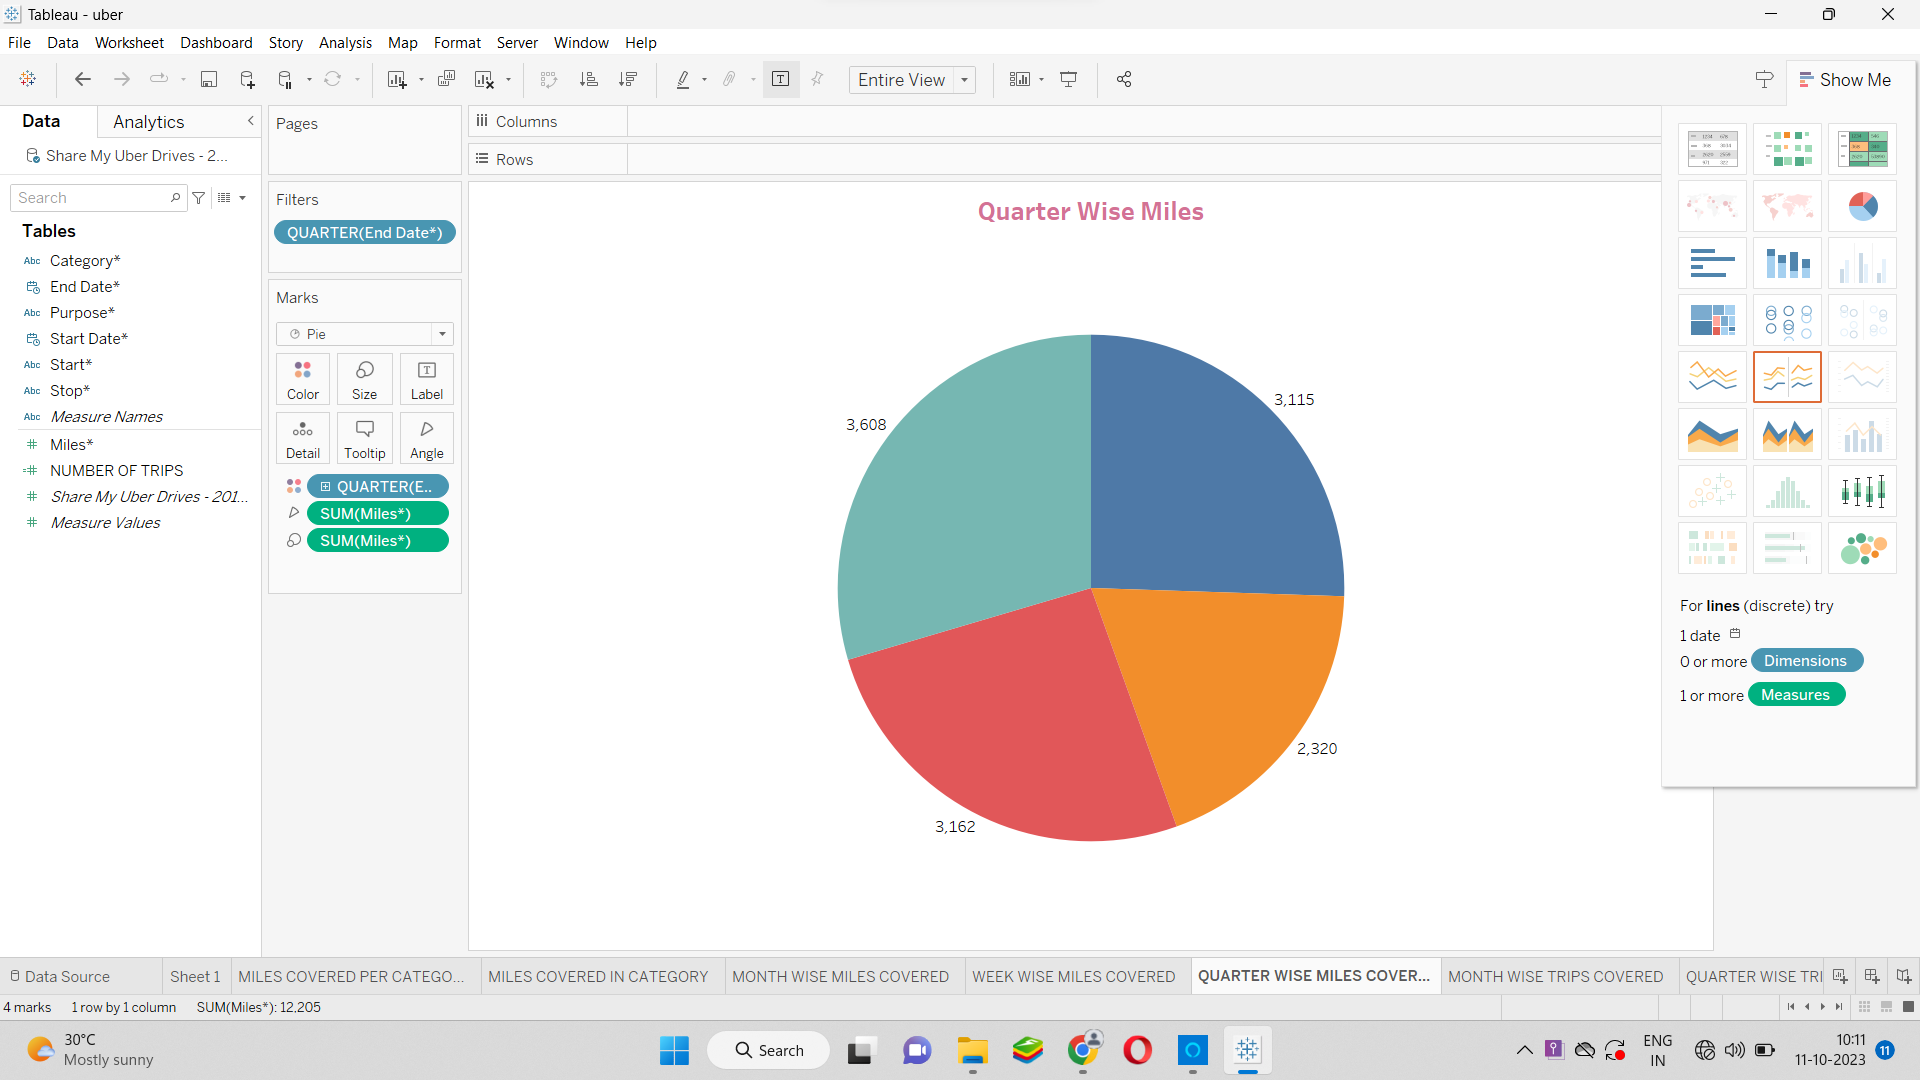 Tableau - uber
File Data Worksheet Dashboard Story Analysis Map Format Server Window Help
Entire View
Show Me
Data Analytics
Share My Uber Drives - 2...
Search
Tables
Abc Category*
End Date*
Abc Purpose*
Start Date*
Abc Start*
Abc Stop*
Abc Measure Names
Miles*
NUMBER OF TRIPS
Share My Uber Drives - 201...
Measure Values
Pages
Filters
QUARTER(End Date*)
Marks
Pie
Color Size Label
Detail Tooltip Angle
QUARTER(E..
SUM(Miles*)
SUM(Miles*)
Columns
Rows
Quarter Wise Miles
3,115
3,608
2,320
3,162
For lines (discrete) try
1 date
0 or more Dimensions
1 or more Measures
Data Source Sheet 1 MILES COVERED PER CATEGO... MILES COVERED IN CATEGORY MONTH WISE MILES COVERED WEEK WISE MILES COVERED QUARTER WISE MILES COVER... MONTH WISE TRIPS COVERED QUARTER WISE TRI
4 marks 1 row by 1 column SUM(Miles*): 12,205
30°C
Mostly sunny
Search
ENG
IN
10:11
11-10-2023
11